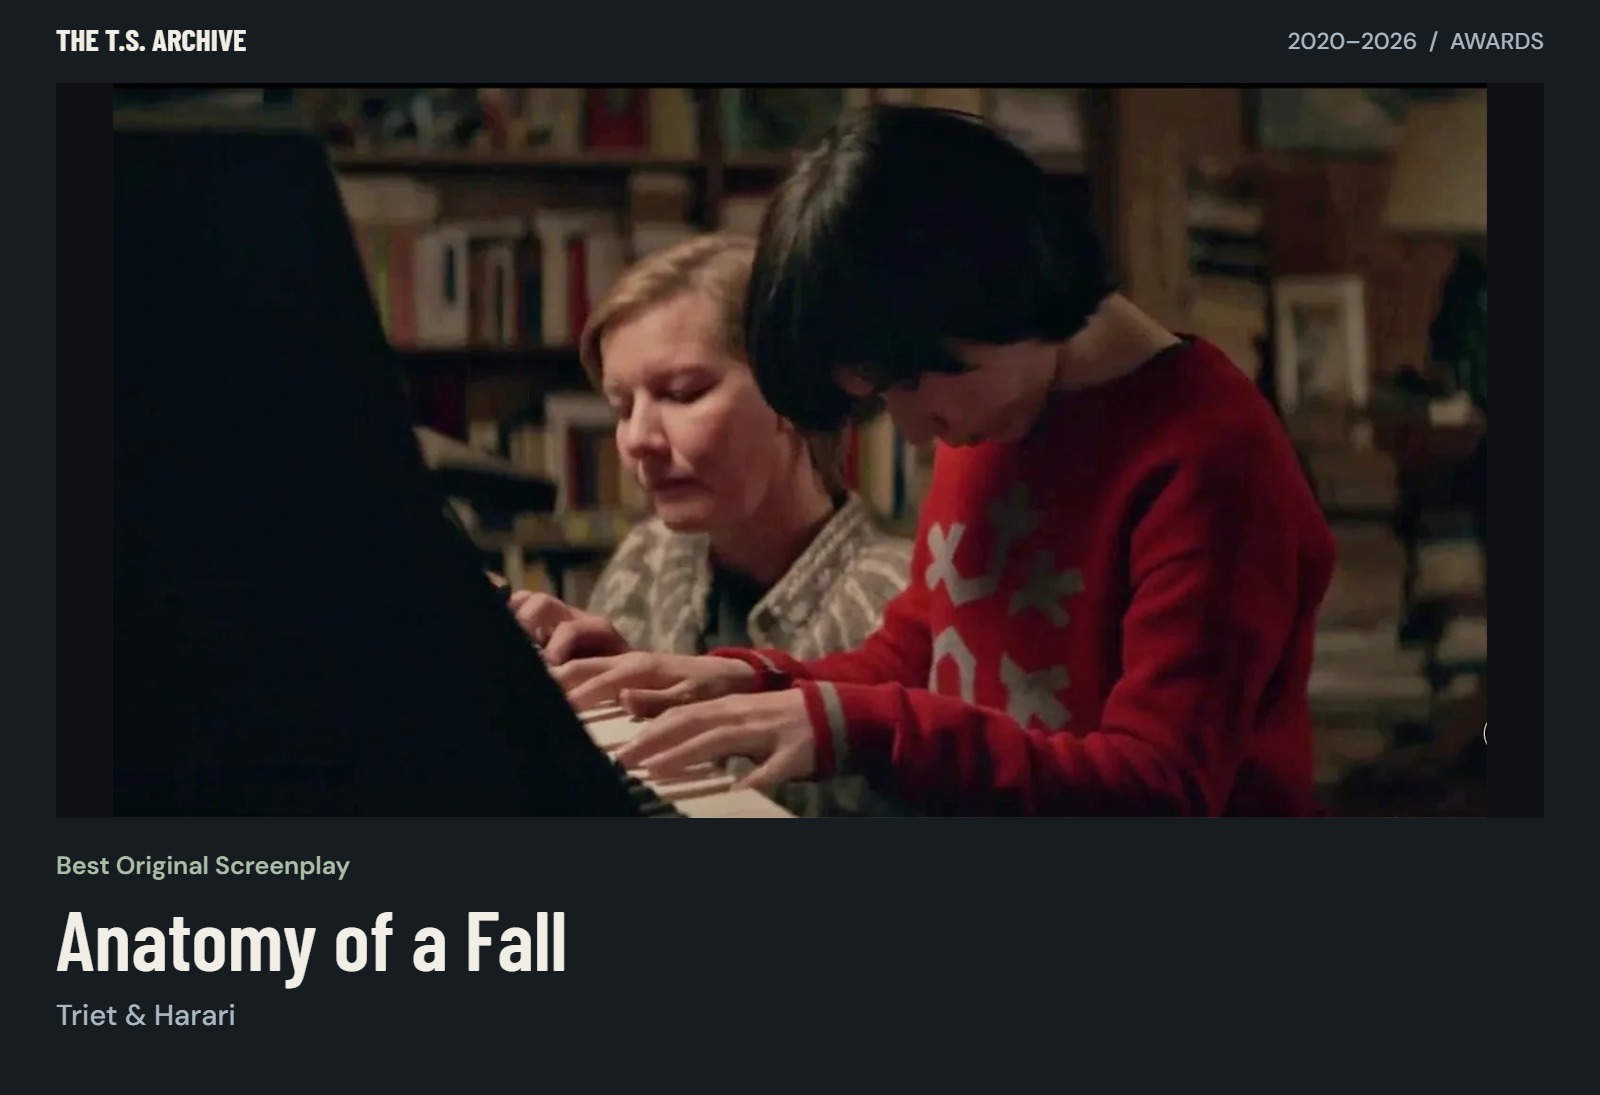 THE T.S. ARCHIVE
2020–2026 / AWARDS
Best Original Screenplay
Anatomy of a Fall
Triet & Harari